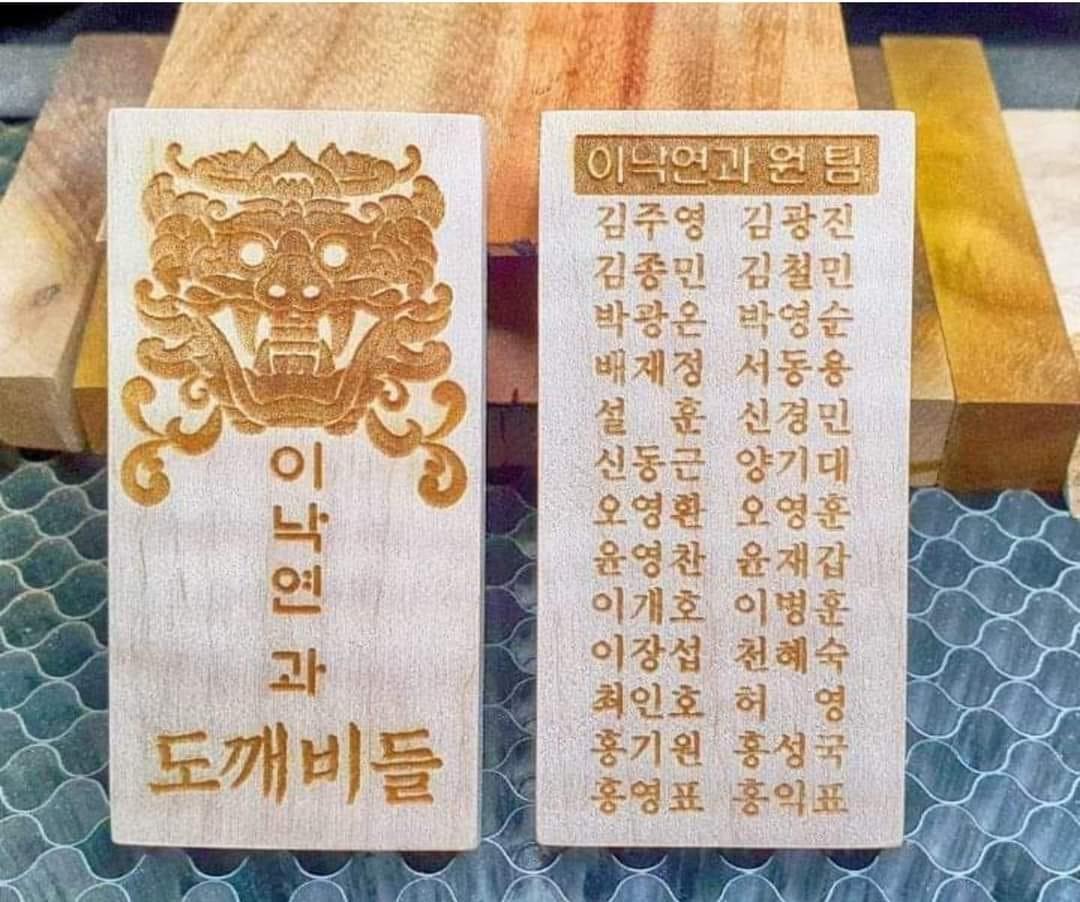 이
낙
연
과
도깨비들
이낙연과 원 팀
김주영 김광진
김종민 김철민
박광온 박영순
배재정 서동용
설 훈 신경민
신동근 양기대
오영환 오영훈
윤영찬 윤재갑
이개호 이병훈
이장섭 천혜숙
최인호 허 영
홍기원 홍성국
홍영표 홍익표